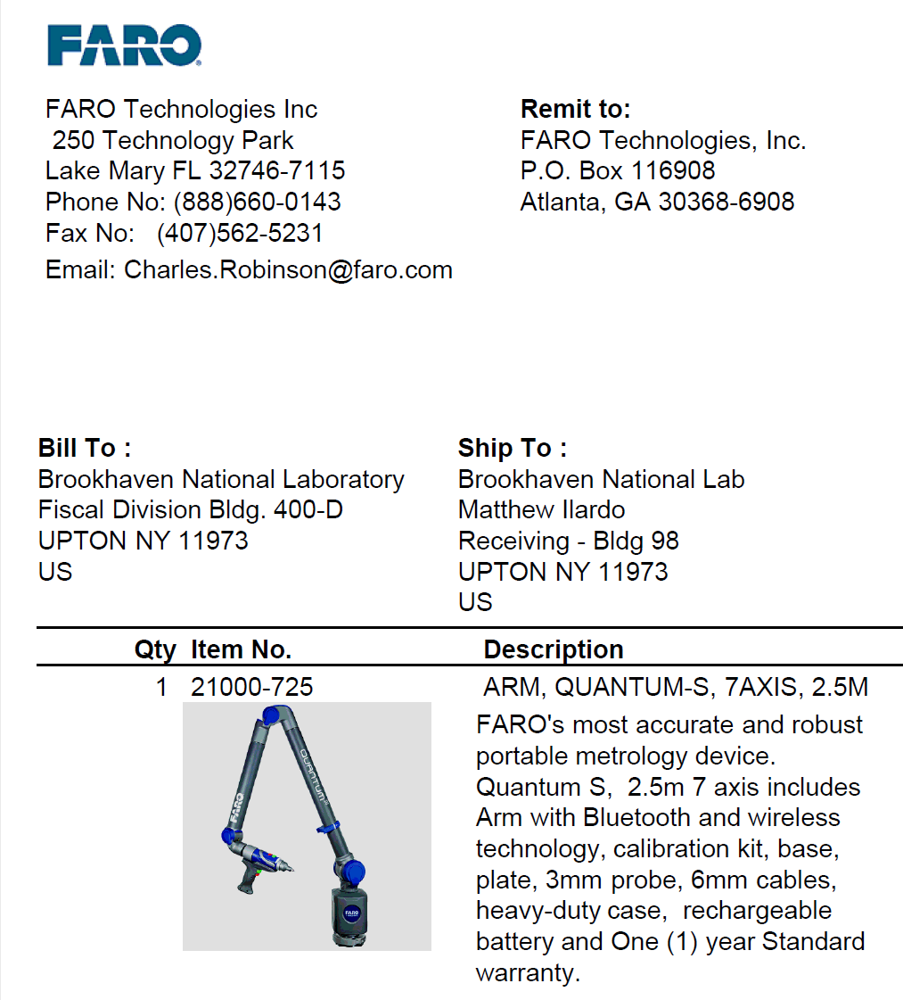 FARO
FARO Technologies Inc
250 Technology Park
Lake Mary FL 32746-7115
Phone No: (888)660-0143
Fax No: (407)562-5231
Email: Charles.Robinson@faro.com
Remit to:
FARO Technologies, Inc.
P.O. Box 116908
Atlanta, GA 30368-6908
Bill To :
Brookhaven National Laboratory
Fiscal Division Bldg. 400-D
UPTON NY 11973
US
Ship To :
Brookhaven National Lab
Matthew Ilardo
Receiving - Bldg 98
UPTON NY 11973
US
Qty Item No. Description
1 21000-725 ARM, QUANTUM-S, 7AXIS, 2.5M
FARO's most accurate and robust
portable metrology device.
Quantum S, 2.5m 7 axis includes
Arm with Bluetooth and wireless
technology, calibration kit, base,
plate, 3mm probe, 6mm cables,
heavy-duty case, rechargeable
battery and One (1) year Standard
warranty.
QUANTUM
FARO
FARO